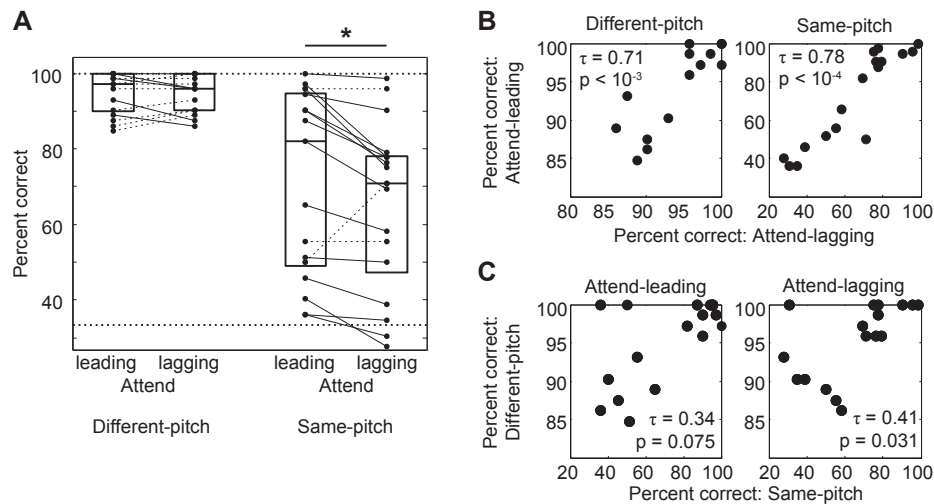 A
*
Percent correct
100
80
60
40
leading lagging
Attend
Different-pitch
leading lagging
Attend
Same-pitch
B
Different-pitch
Same-pitch
Percent correct:
Attend-leading
100
95
90
85
τ = 0.71
p < 10-3
80 85 90 95 100
100
80
60
40
τ = 0.78
p < 10-4
20 40 60 80 100
Percent correct: Attend-lagging
C
Attend-leading
Attend-lagging
Percent correct:
Different-pitch
100
95
90
85
τ = 0.34
p = 0.075
20 40 60 80 100
100
95
90
85
τ = 0.41
p = 0.031
20 40 60 80 100
Percent correct: Same-pitch